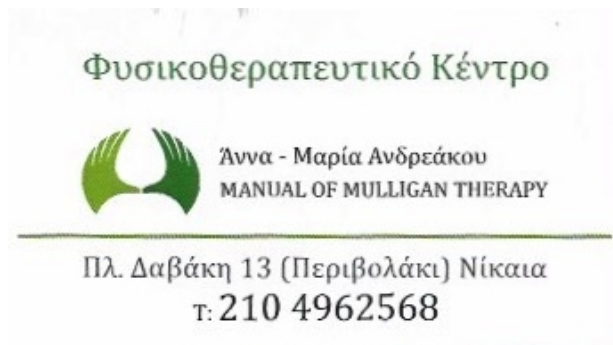 Φυσικοθεραπευτικό Κέντρο
Άννα - Μαρία Ανδρεάκου
MANUAL OF MULLIGAN THERAPY
Πλ. Δαβάκη 13 (Περιβολάκι) Νίκαια
Τ: 210 4962568